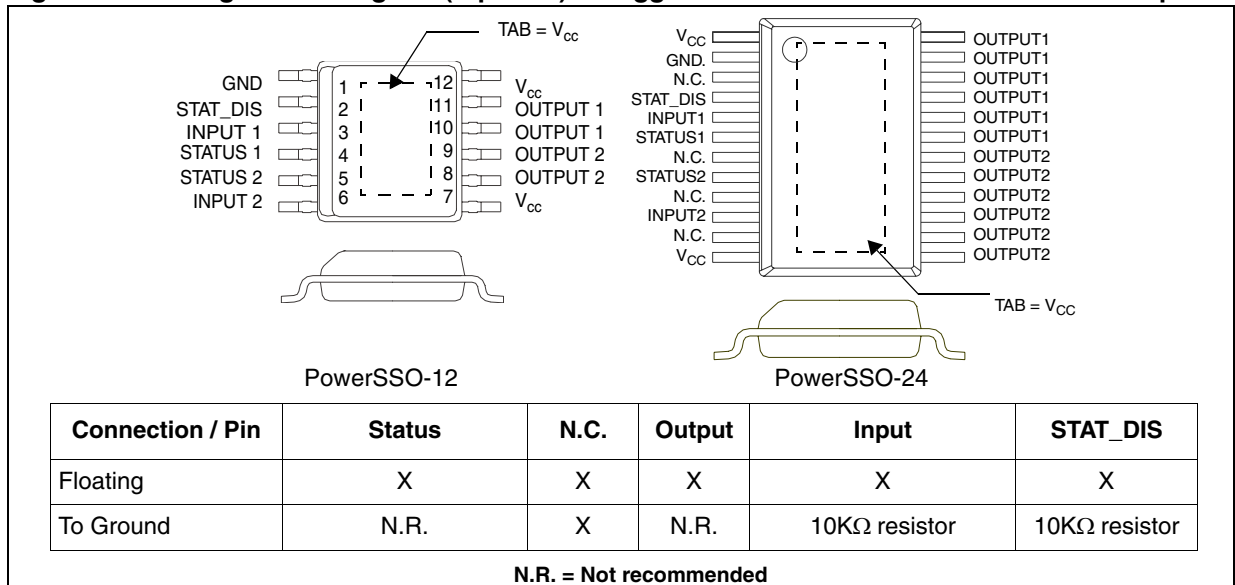 TAB = Vcc
GND
STAT_DIS
INPUT 1
STATUS 1
STATUS 2
INPUT 2
1
2
3
4
5
6
12
11
10
9
8
7
Vcc
OUTPUT 1
OUTPUT 1
OUTPUT 2
OUTPUT 2
Vcc
VCC
GND.
N.C.
STAT_DIS
INPUT1
STATUS1
N.C.
STATUS2
N.C.
INPUT2
N.C.
VCC
OUTPUT1
OUTPUT1
OUTPUT1
OUTPUT1
OUTPUT1
OUTPUT1
OUTPUT2
OUTPUT2
OUTPUT2
OUTPUT2
OUTPUT2
OUTPUT2
TAB = VCC
PowerSSO-12
PowerSSO-24
Connection / Pin Status N.C. Output Input STAT_DIS
Floating X X X X X
To Ground N.R. X N.R. 10KΩ resistor 10KΩ resistor
N.R. = Not recommended